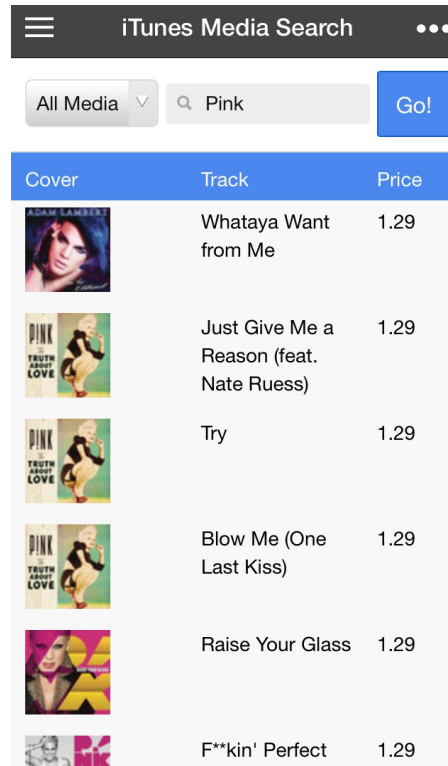 iTunes Media Search
All Media
Pink
Go!
Cover
Track
Price
ADAM LAMBERT
Whataya Want
from Me
1.29
P!NK
THE
TRUTH
ABOUT
LOVE
Just Give Me a
Reason (feat.
Nate Ruess)
1.29
P!NK
THE
TRUTH
ABOUT
LOVE
Try
1.29
P!NK
THE
TRUTH
ABOUT
LOVE
Blow Me (One
Last Kiss)
1.29
Raise Your Glass
1.29
F**kin' Perfect
1.29